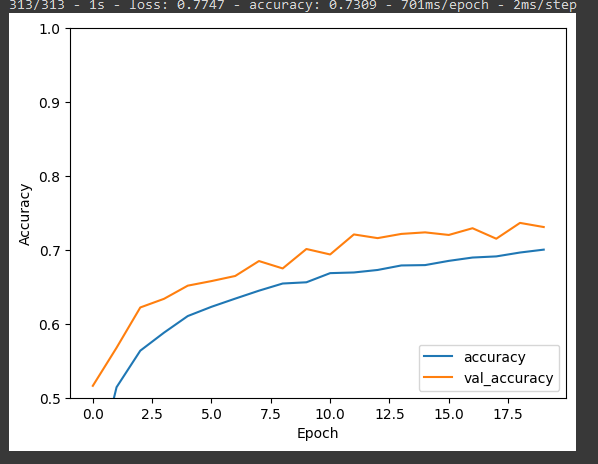 313/313 - 1s - loss: 0.7747 - accuracy: 0.7309 - 701ms/epoch - 2ms/step
1.0
0.9
0.8
0.7
0.6
0.5
Accuracy
accuracy
val_accuracy
0.0 2.5 5.0 7.5 10.0 12.5 15.0 17.5
Epoch